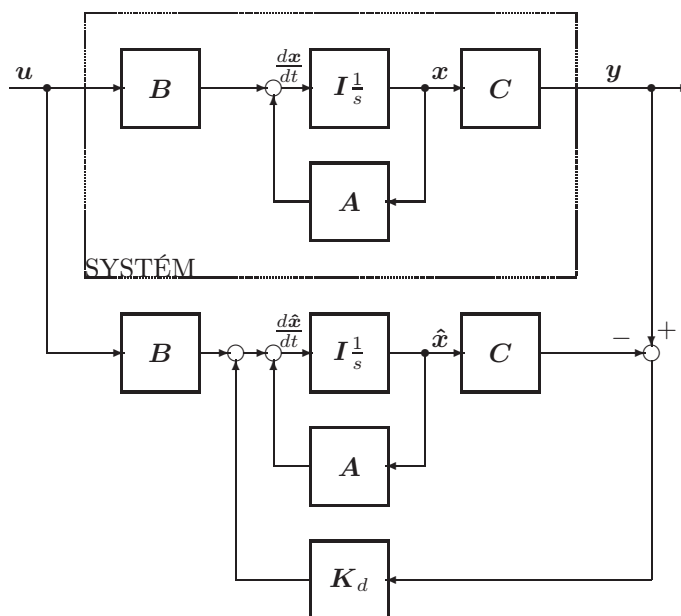 u B dx/dt I 1/s x C y
A
SYSTÉM
B dx̂/dt I 1/s x̂ C − +
A
K_d